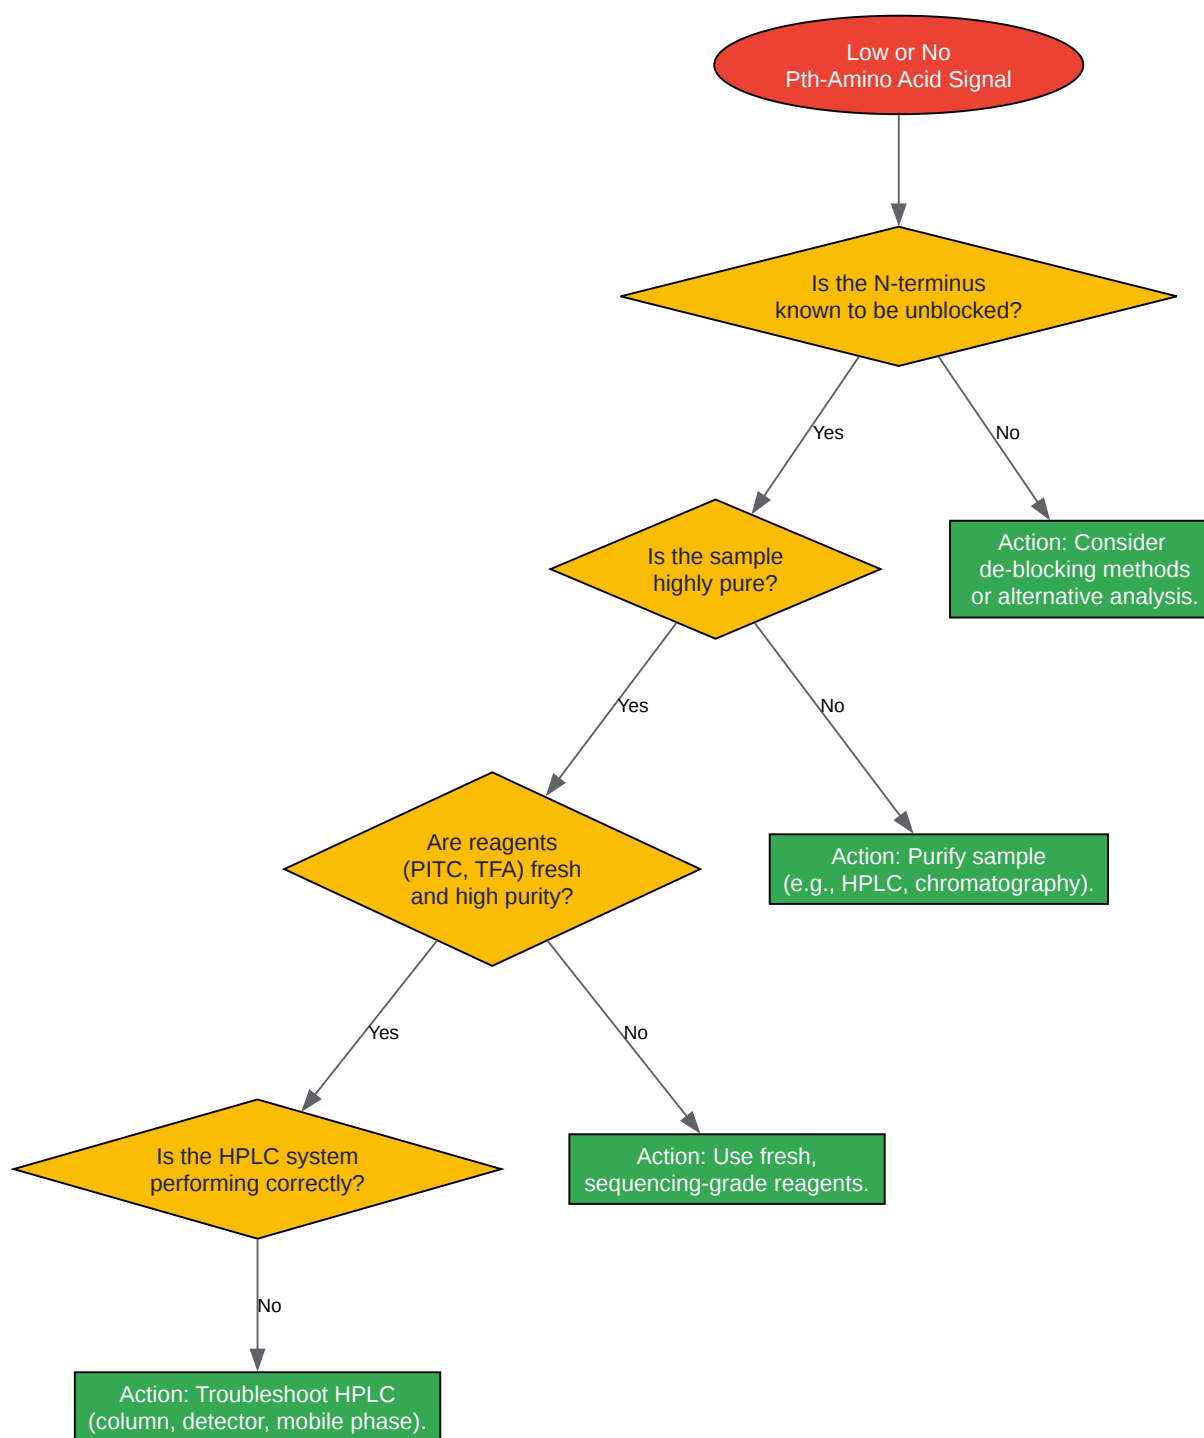 Low or No
Pth-Amino Acid Signal
Is the N-terminus
known to be unblocked?
Yes
No
Is the sample
highly pure?
Action: Consider
de-blocking methods
or alternative analysis.
Yes
No
Are reagents
(PITC, TFA) fresh
and high purity?
Action: Purify sample
(e.g., HPLC, chromatography).
Yes
No
Is the HPLC system
performing correctly?
Action: Use fresh,
sequencing-grade reagents.
No
Action: Troubleshoot HPLC
(column, detector, mobile phase).